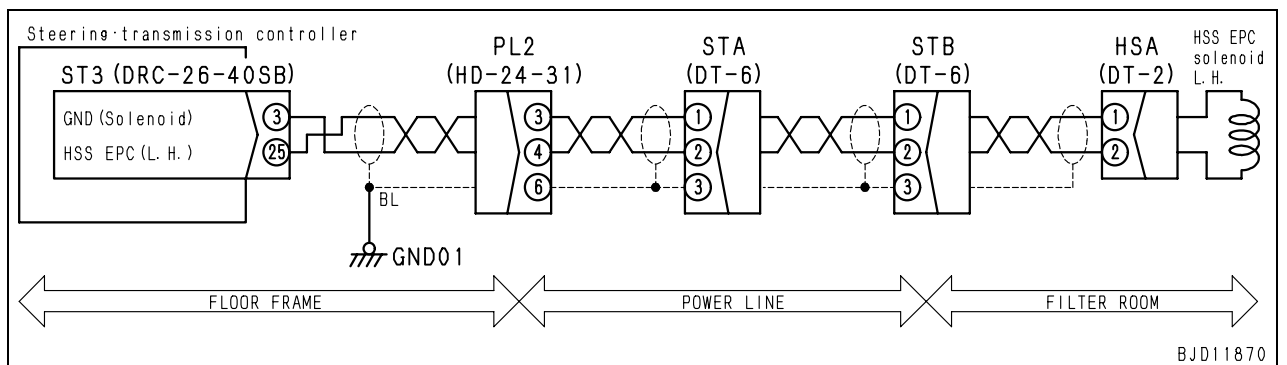 Steering·transmission controller
ST3 (DRC-26-40SB)
GND (Solenoid)
HSS EPC (L. H.)
3
25
BL
GND01
PL2
(HD-24-31)
3
4
6
STA
(DT-6)
1
2
3
STB
(DT-6)
1
2
3
HSA
(DT-2)
1
2
HSS EPC
solenoid
L. H.
FLOOR FRAME
POWER LINE
FILTER ROOM
BJD11870